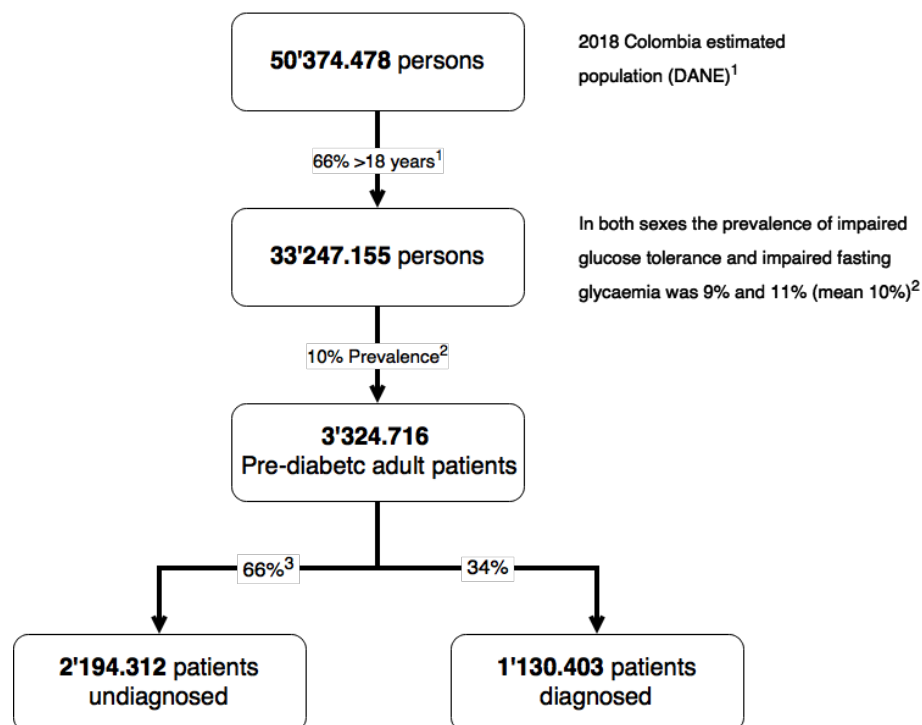 50'374.478 persons
2018 Colombia estimated
population (DANE)1
66% >18 years1
33'247.155 persons
In both sexes the prevalence of impaired
glucose tolerance and impaired fasting
glycaemia was 9% and 11% (mean 10%)2
10% Prevalence2
3'324.716
Pre-diabetc adult patients
66%3
34%
2'194.312 patients
undiagnosed
1'130.403 patients
diagnosed